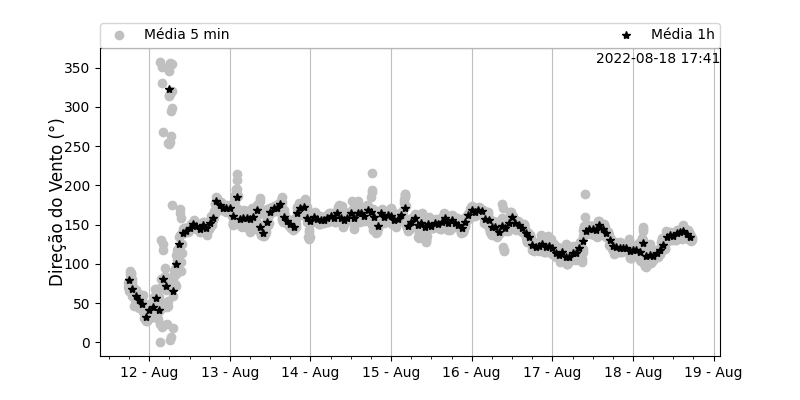 Média 5 min
Média 1h
2022-08-18 17:41
Direção do Vento (°)
350
300
250
200
150
100
50
0
12 - Aug
13 - Aug
14 - Aug
15 - Aug
16 - Aug
17 - Aug
18 - Aug
19 - Aug